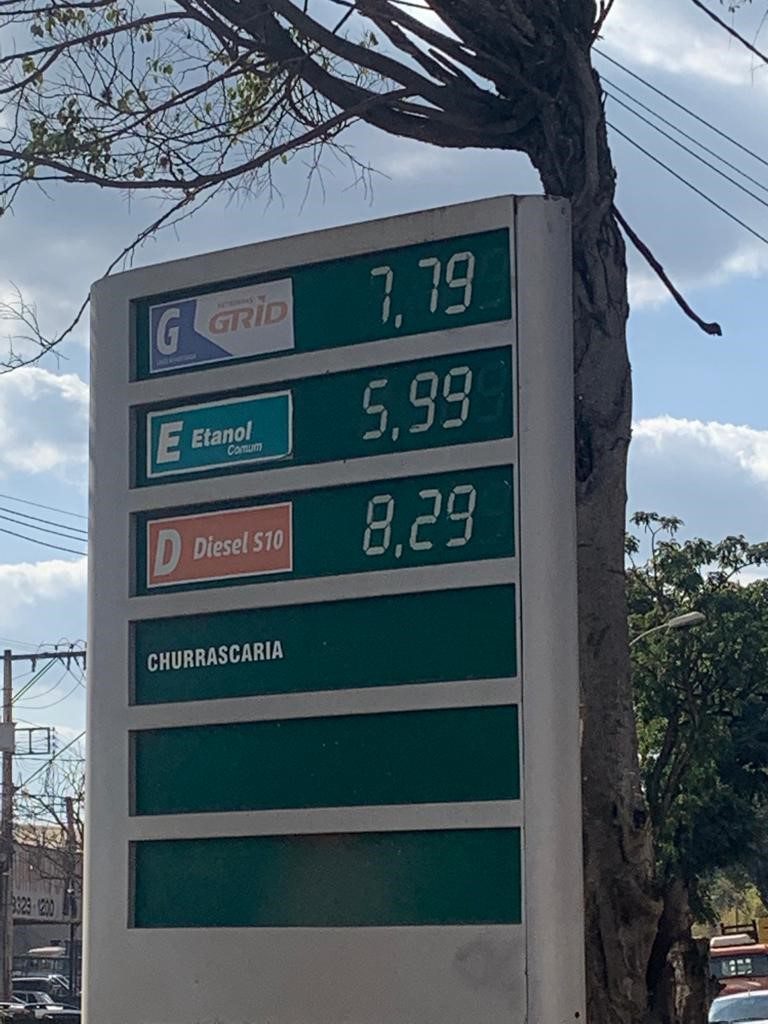 PETROBRAS
G GRID 7,79
E Etanol 5,99
Comum
D Diesel S10 8,29
CHURRASCARIA